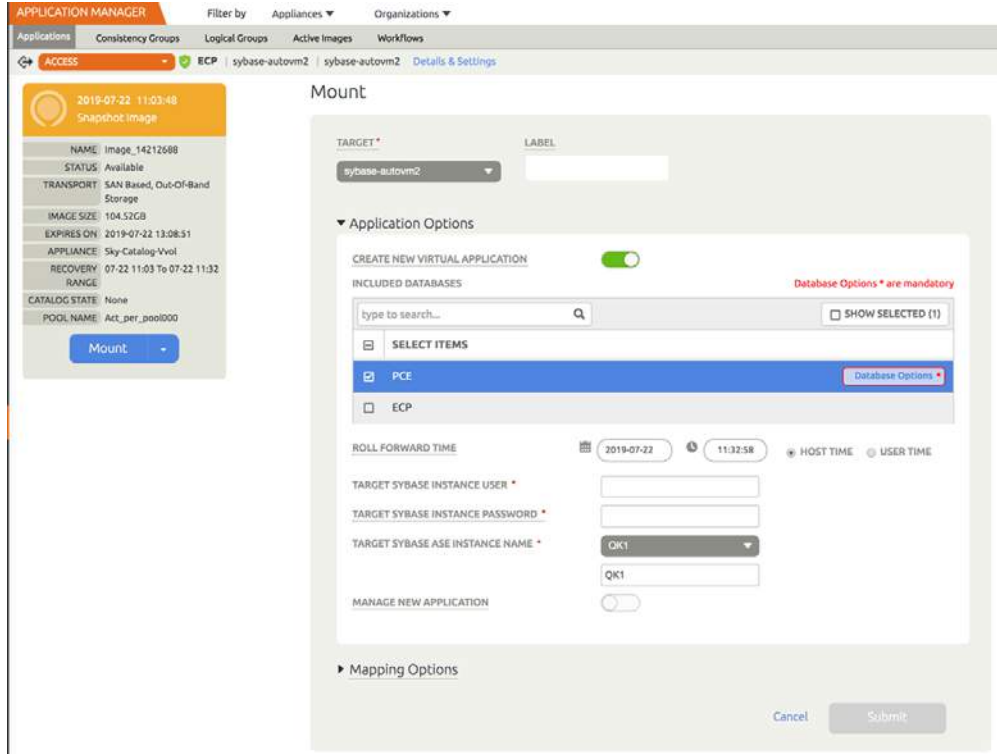 APPLICATION MANAGER Filter by Appliances ▼ Organizations ▼
Applications Consistency Groups Logical Groups Active Images Workflows
ACCESS ECP | sybase-autovm2 | sybase-autovm2 Details & Settings
2019-07-22 11:03:48
Snapshot Image
NAME Image_14212688
STATUS Available
TRANSPORT SAN Based, Out-Of-Band
Storage
IMAGE SIZE 104.52GB
EXPIRES ON 2019-07-22 13:08:51
APPLIANCE Sky-Catalog-Vvol
RECOVERY 07-22 11:03 To 07-22 11:32
RANGE
CATALOG STATE None
POOL NAME Act_per_pool000
Mount
Mount
TARGET * LABEL
sybase-autovm2
▼ Application Options
CREATE NEW VIRTUAL APPLICATION
INCLUDED DATABASES Database Options * are mandatory
type to search... SHOW SELECTED (1)
SELECT ITEMS
PCE Database Options *
ECP
ROLL FORWARD TIME 2019-07-22 11:32:58 HOST TIME USER TIME
TARGET SYBASE INSTANCE USER *
TARGET SYBASE INSTANCE PASSWORD *
TARGET SYBASE ASE INSTANCE NAME * QK1
QK1
MANAGE NEW APPLICATION
Mapping Options
Cancel Submit